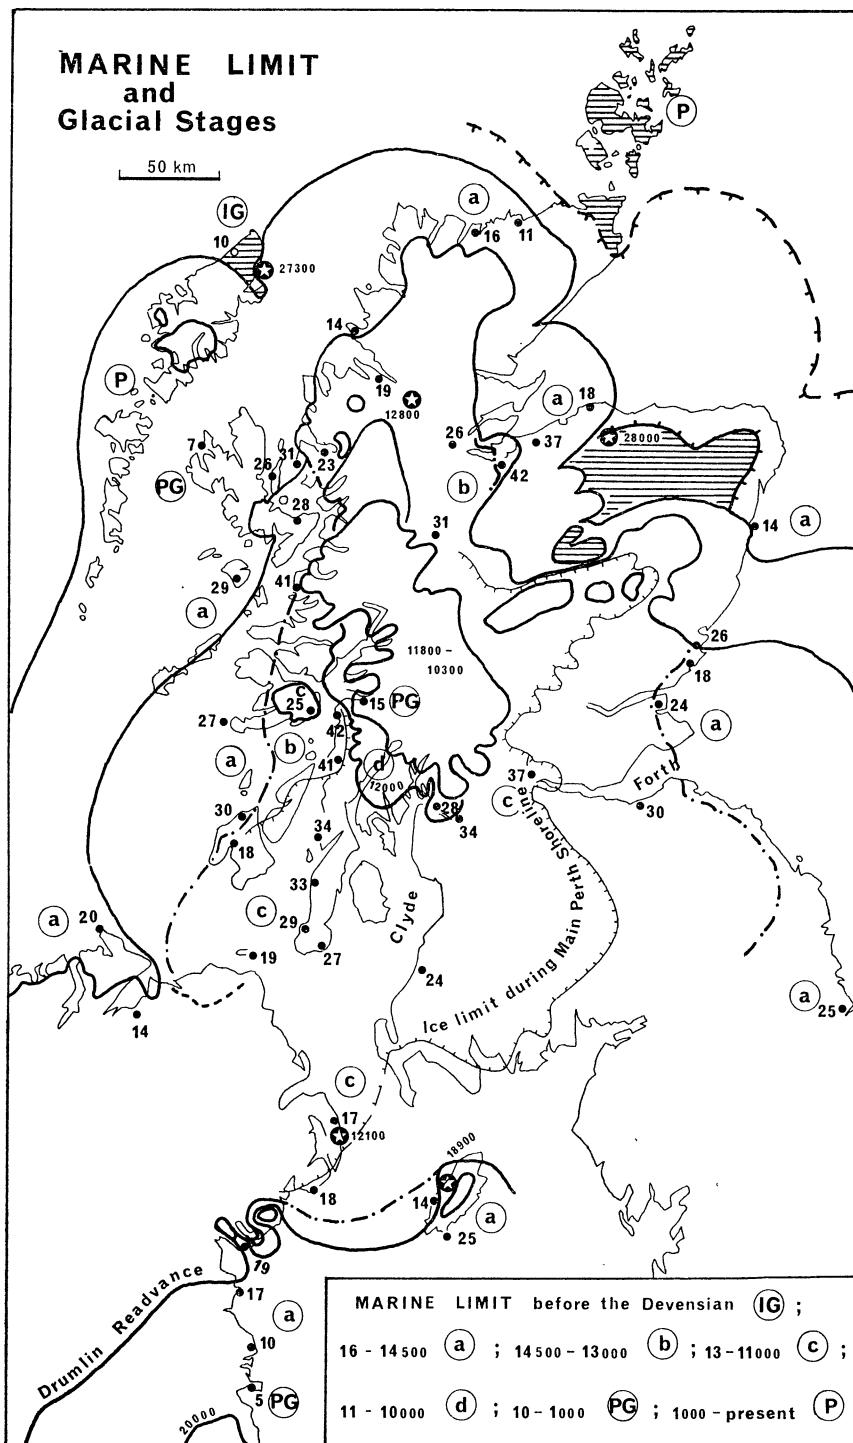 MARINE LIMIT
and
Glacial Stages
50 km
P
a
IG
10
16
11
27300
14
P
19
12800
a
18
26
37
28000
7
31
23
26
42
PG
b
28
31
14
a
41
29
a
26
11800 -
10300
18
c
25
15
PG
24
a
27
42
b
a
41
d
12000
37
Forth
28
c
30
30
34
34
18
Ice limit during Main Perth Shoreline
33
Clyde
a
20
c
29
27
19
24
a
25
14
c
17
12100
18900
18
14
a
25
19
Drumlin Readvance
17
a
10
5
PG
20000
MARINE LIMIT before the Devensian IG ;
16 - 14500 a ; 14500 - 13000 b ; 13 - 11000 c ;
11 - 10000 d ; 10 - 1000 PG ; 1000 - present P